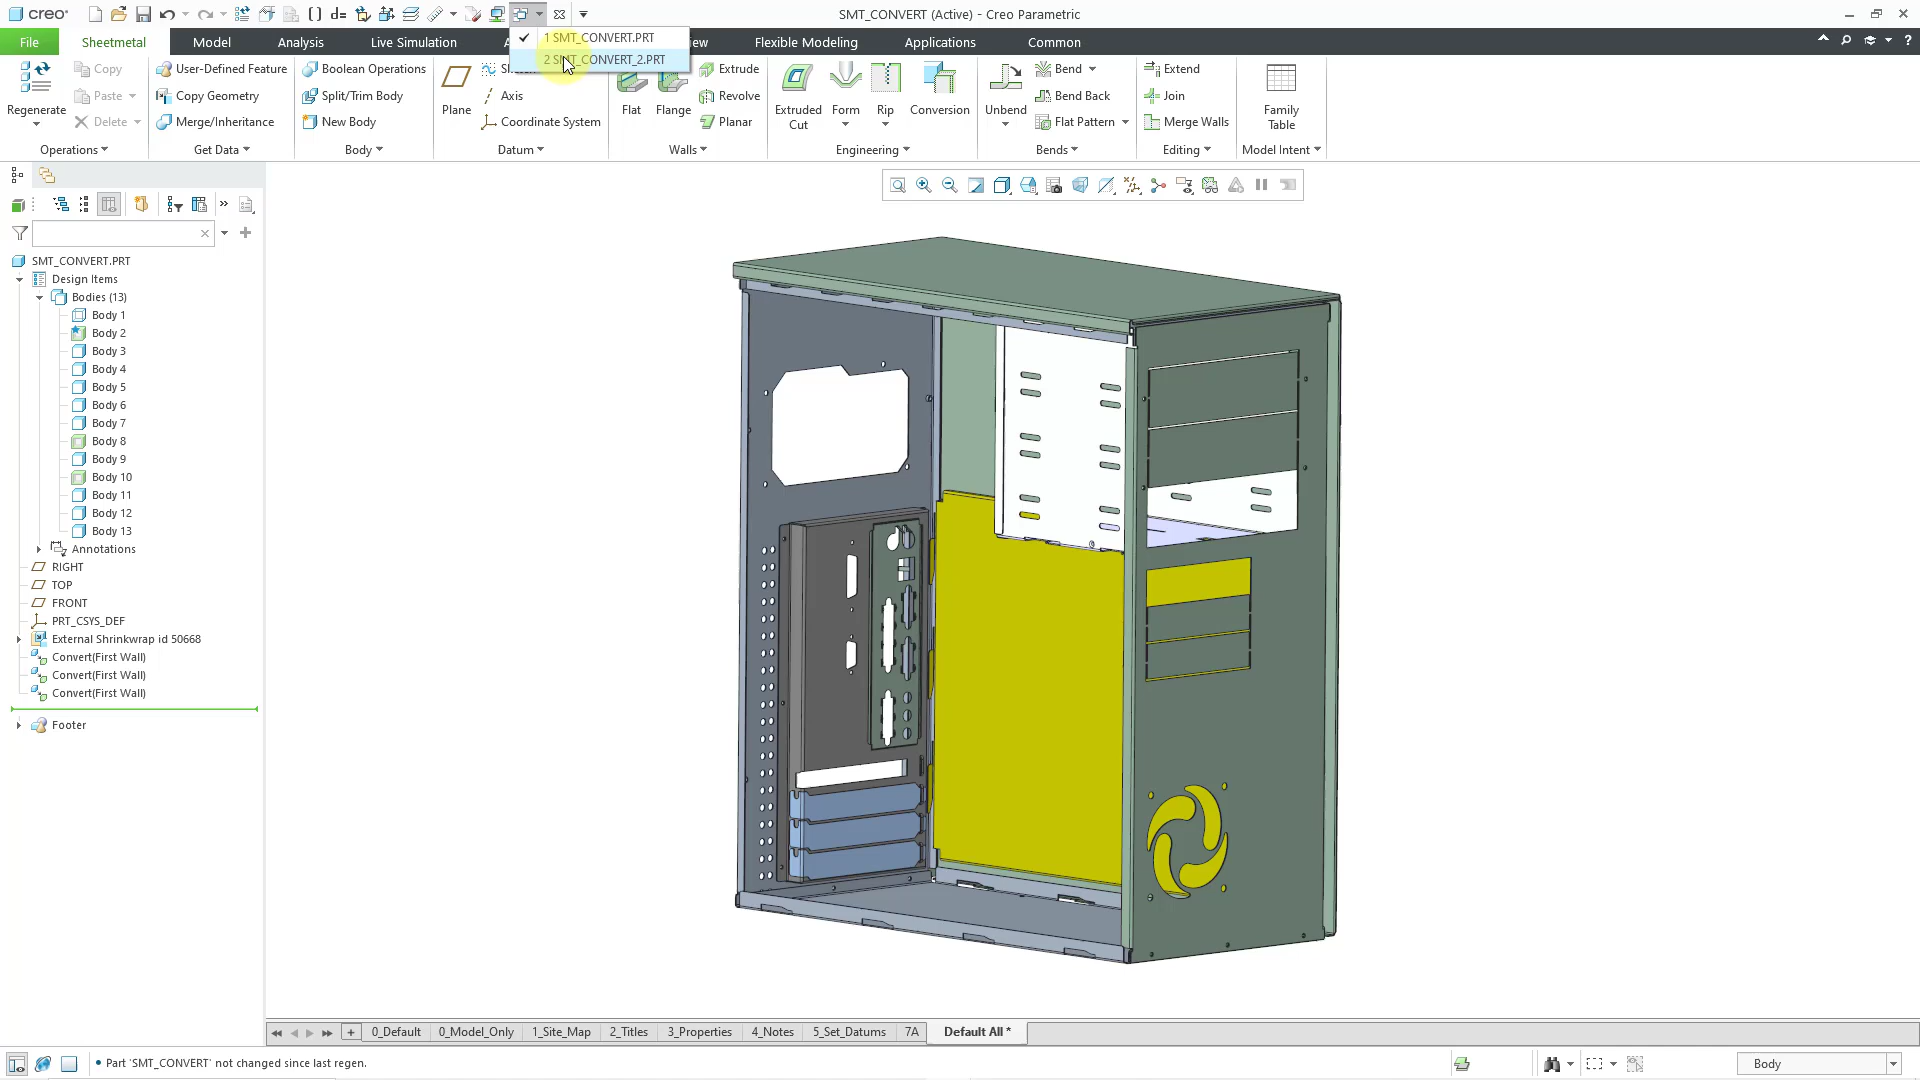 creo
SMT_CONVERT (Active) - Creo Parametric
File
Sheetmetal
Model
Analysis
Live Simulation
Flexible Modeling
Applications
Common
1 SMT_CONVERT.PRT
2 SMT_CONVERT_2.PRT
Regenerate
Copy
Paste
Delete
Operations
User-Defined Feature
Copy Geometry
Merge/Inheritance
Get Data
Boolean Operations
Split/Trim Body
New Body
Body
Plane
Axis
Coordinate System
Datum
Flat
Flange
Extrude
Revolve
Planar
Walls
Extruded Cut
Form
Rip
Conversion
Engineering
Unbend
Bend
Bend Back
Flat Pattern
Bends
Extend
Join
Merge Walls
Editing
Family Table
Model Intent
SMT_CONVERT.PRT
Design Items
Bodies (13)
Body 1
Body 2
Body 3
Body 4
Body 5
Body 6
Body 7
Body 8
Body 9
Body 10
Body 11
Body 12
Body 13
Annotations
RIGHT
TOP
FRONT
PRT_CSYS_DEF
External Shrinkwrap id 50668
Convert(First Wall)
Convert(First Wall)
Convert(First Wall)
Footer
0_Default
0_Model_Only
1_Site_Map
2_Titles
3_Properties
4_Notes
5_Set_Datums
7A
Default All *
• Part 'SMT_CONVERT' not changed since last regen.
Body